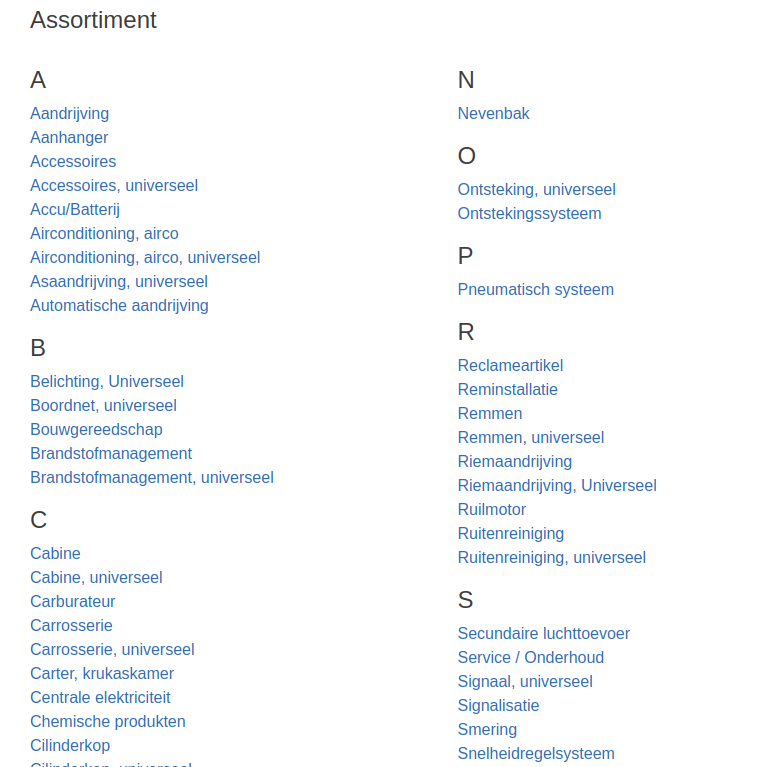 Assortiment
A
Aandrijving
Aanhanger
Accessoires
Accessoires, universeel
Accu/Batterij
Airconditioning, airco
Airconditioning, airco, universeel
Asaandrijving, universeel
Automatische aandrijving
B
Belichting, Universeel
Boordnet, universeel
Bouwgereedschap
Brandstofmanagement
Brandstofmanagement, universeel
C
Cabine
Cabine, universeel
Carburateur
Carrosserie
Carrosserie, universeel
Carter, krukaskamer
Centrale elektriciteit
Chemische produkten
Cilinderkop
N
Nevenbak
O
Ontsteking, universeel
Ontstekingssysteem
P
Pneumatisch systeem
R
Reclameartikel
Reminstallatie
Remmen
Remmen, universeel
Riemaandrijving
Riemaandrijving, Universeel
Ruilmotor
Ruitenreiniging
Ruitenreiniging, universeel
S
Secundaire luchttoevoer
Service / Onderhoud
Signaal, universeel
Signalisatie
Smering
Snelheidregelsysteem